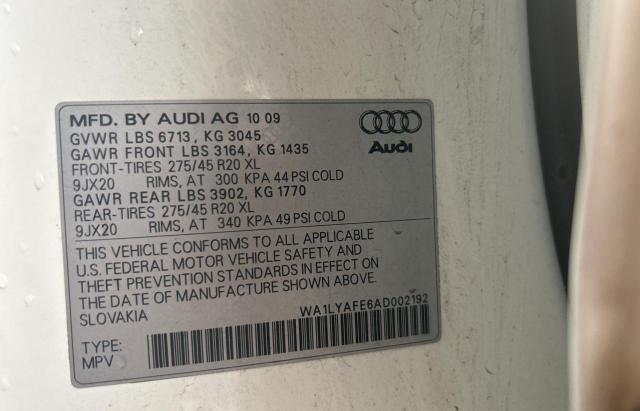 MFD. BY AUDI AG 10 09
GVWR LBS 6713, KG 3045
GAWR FRONT LBS 3164, KG 1435
FRONT-TIRES 275/45 R20 XL
9JX20 RIMS, AT 300 KPA 44 PSI COLD
GAWR REAR LBS 3902, KG 1770
REAR-TIRES 275/45 R20 XL
9JX20 RIMS, AT 340 KPA 49 PSI COLD
Audi
THIS VEHICLE CONFORMS TO ALL APPLICABLE
U.S. FEDERAL MOTOR VEHICLE SAFETY AND
THEFT PREVENTION STANDARDS IN EFFECT ON
THE DATE OF MANUFACTURE SHOWN ABOVE.
SLOVAKIA
WA1LYAFE6AD002192
TYPE:
MPV